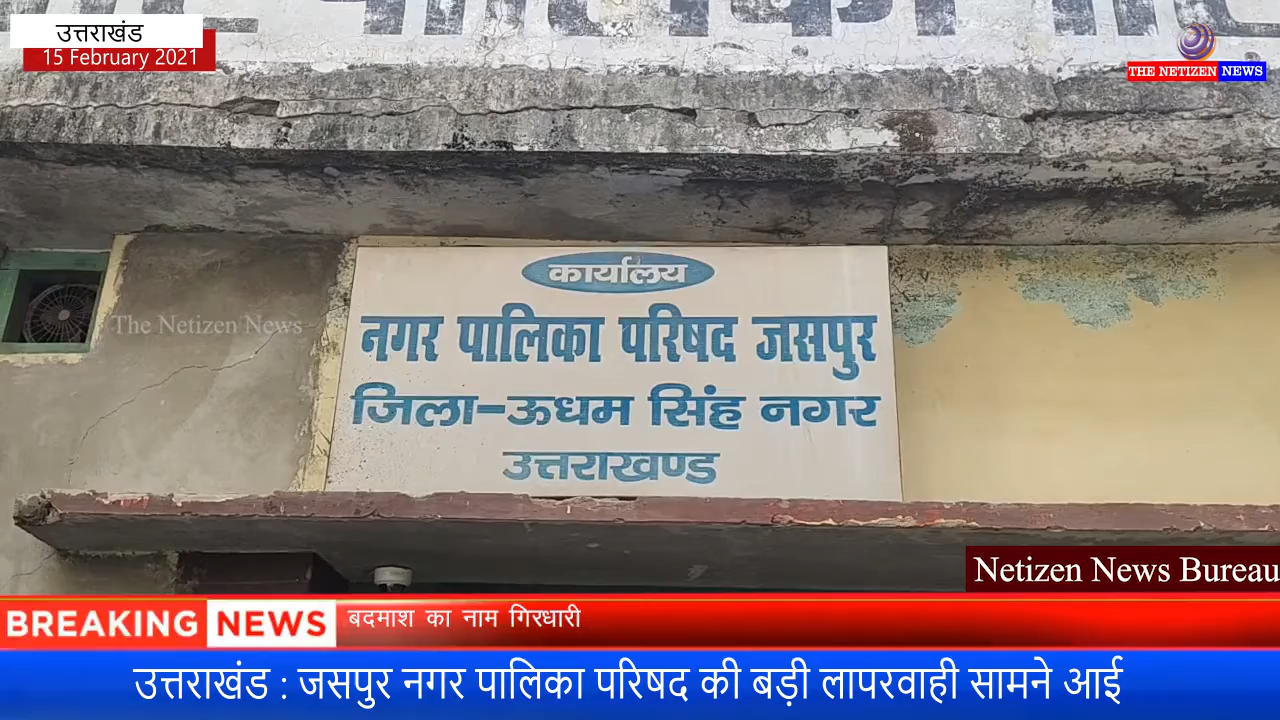 उत्तराखंड
15 February 2021
THE NETIZEN NEWS
कार्यालय
नगर पालिका परिषद जसपुर
The Netizen News
जिला-ऊधम सिंह नगर
उत्तराखण्ड
Netizen News Bureau
BREAKING NEWS
बदमाश का नाम गिरधारी
उत्तराखंड : जसपुर नगर पालिका परिषद की बड़ी लापरवाही सामने आई